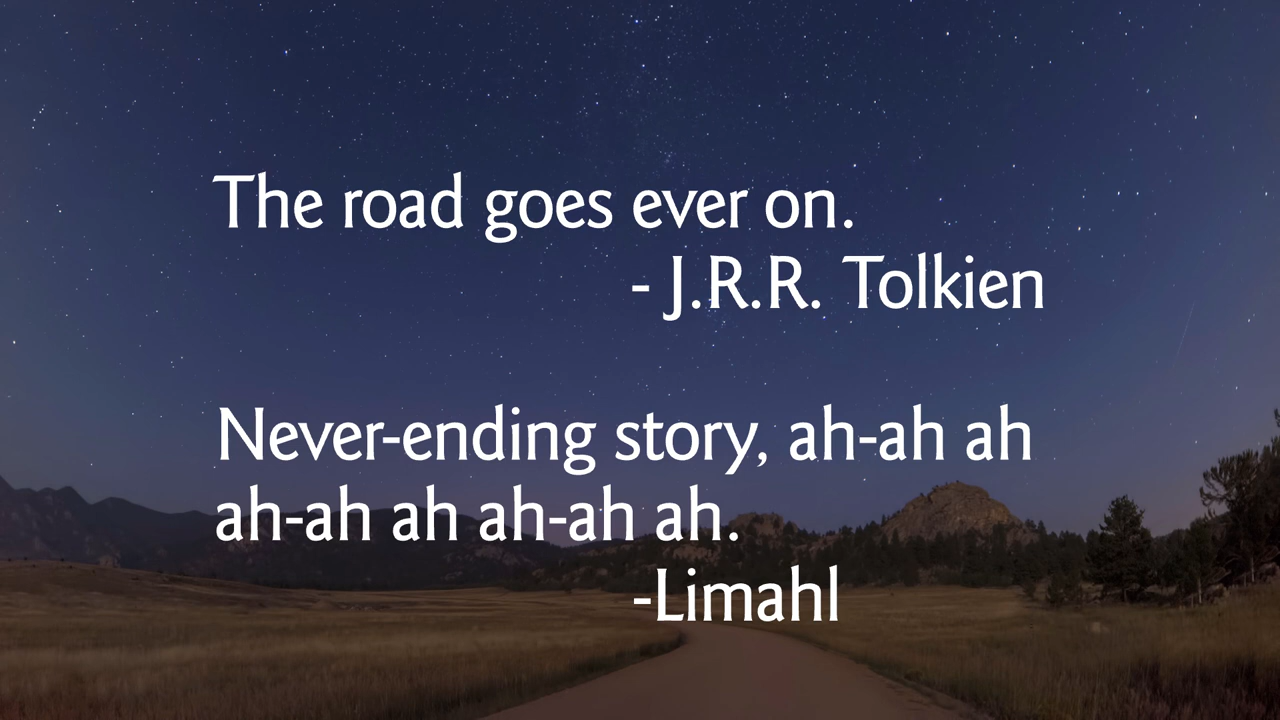 The road goes ever on.
- J.R.R. Tolkien
Never-ending story, ah-ah ah
ah-ah ah ah-ah ah.
-Limahl